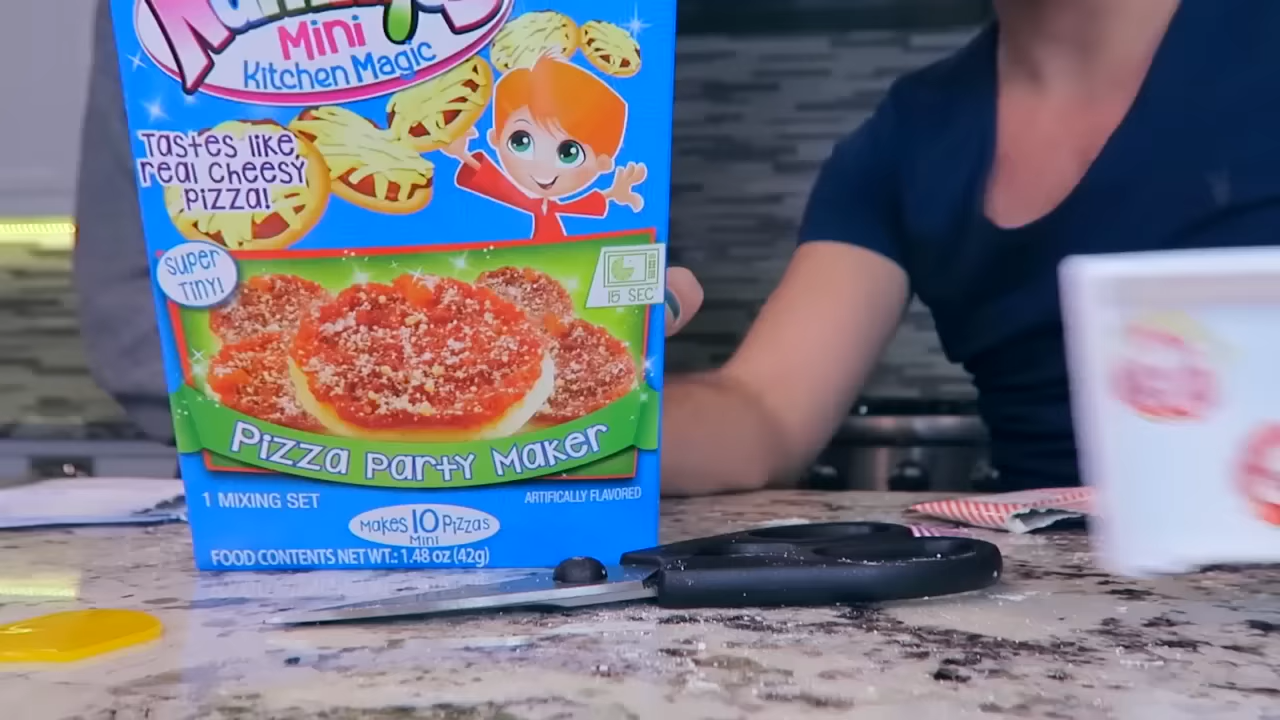 Mini
Kitchen Magic
Tastes like
real cheesy
pizza!
SUPER
TINY!
15 SEC
Pizza Party Maker
1 MIXING SET
ARTIFICIALLY FLAVORED
Makes 10 Pizzas
Mini
FOOD CONTENTS NET WT.: 1.48 oz (42g)